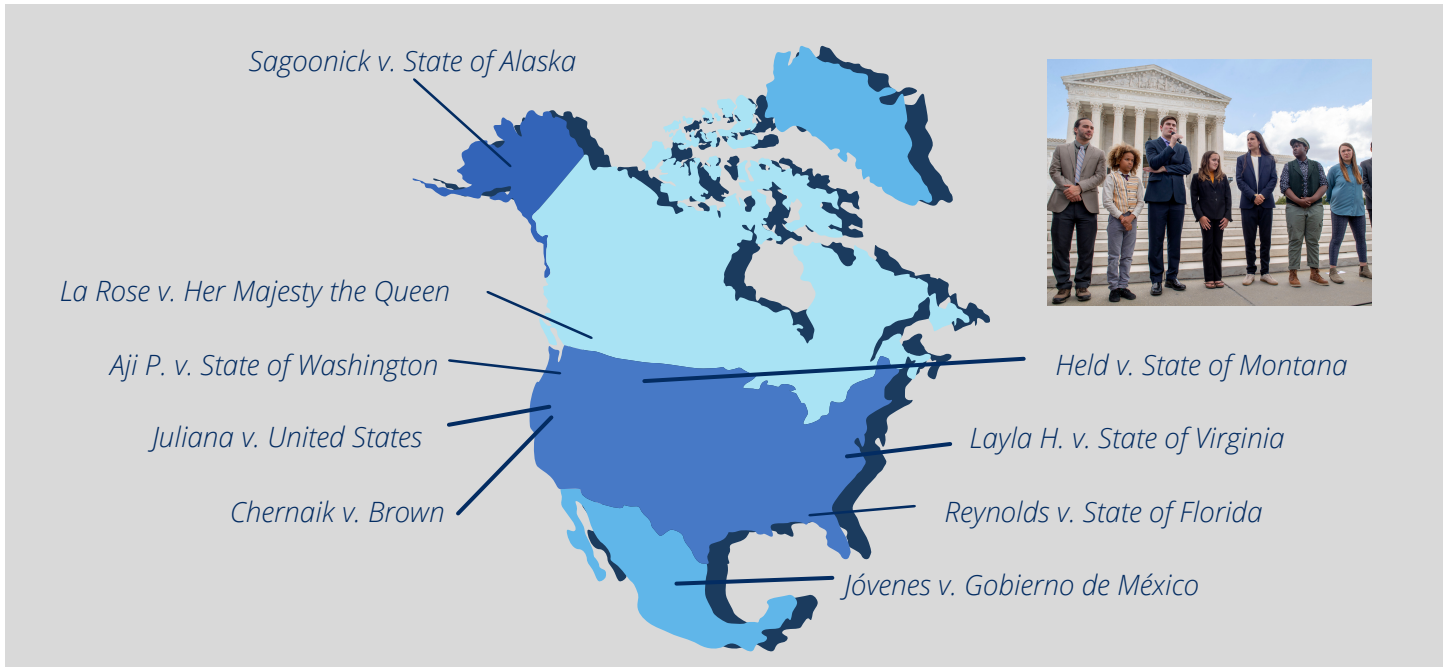 Sagoonick v. State of Alaska
La Rose v. Her Majesty the Queen
Aji P. v. State of Washington
Held v. State of Montana
Juliana v. United States
Layla H. v. State of Virginia
Chernaik v. Brown
Reynolds v. State of Florida
Jóvenes v. Gobierno de México